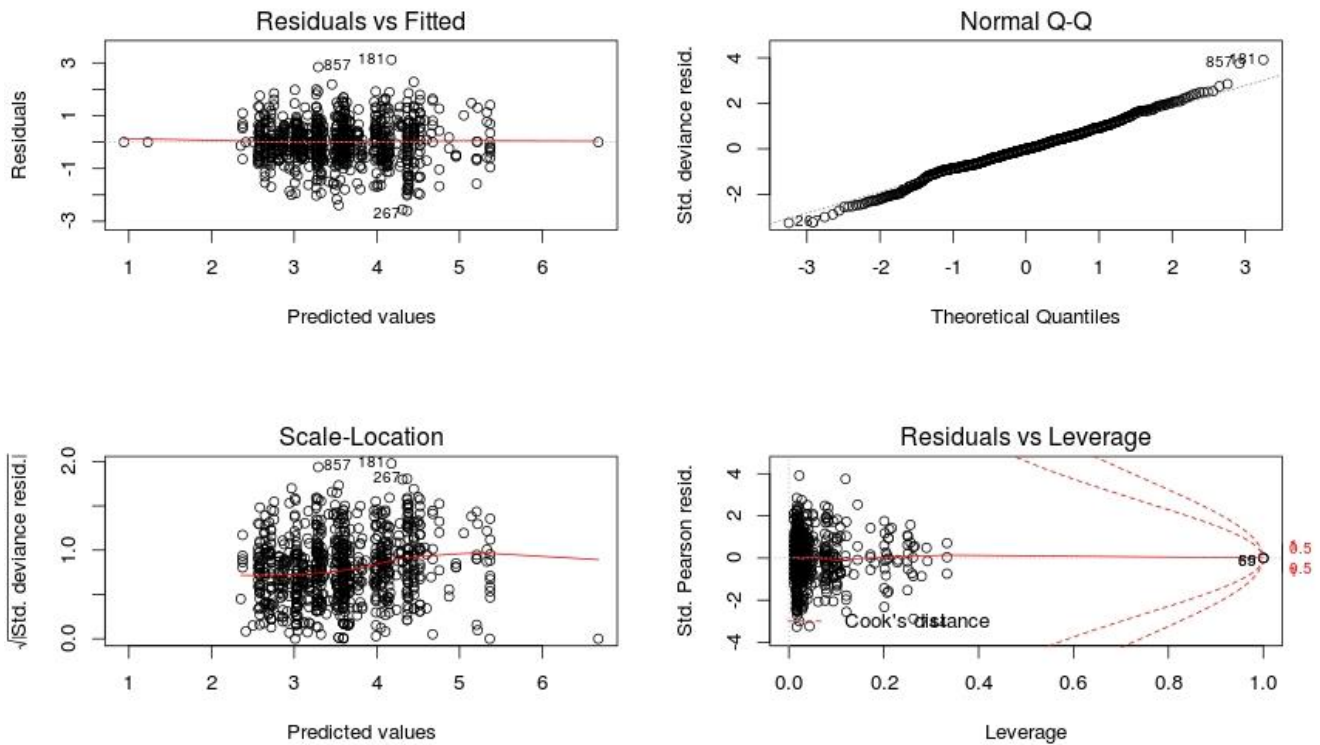 Residuals vs Fitted
Residuals
3
1
-1
-3
857
181
267
1 2 3 4 5 6
Predicted values
Normal Q-Q
Std. deviance resid.
4
2
0
-2
857
181
267
-3 -2 -1 0 1 2 3
Theoretical Quantiles
Scale-Location
√|Std. deviance resid.|
2.0
1.0
0.0
857
181
267
1 2 3 4 5 6
Predicted values
Residuals vs Leverage
Std. Pearson resid.
4
2
0
-2
-4
Cook's distance
0.5
0.5
0.0 0.2 0.4 0.6 0.8 1.0
Leverage